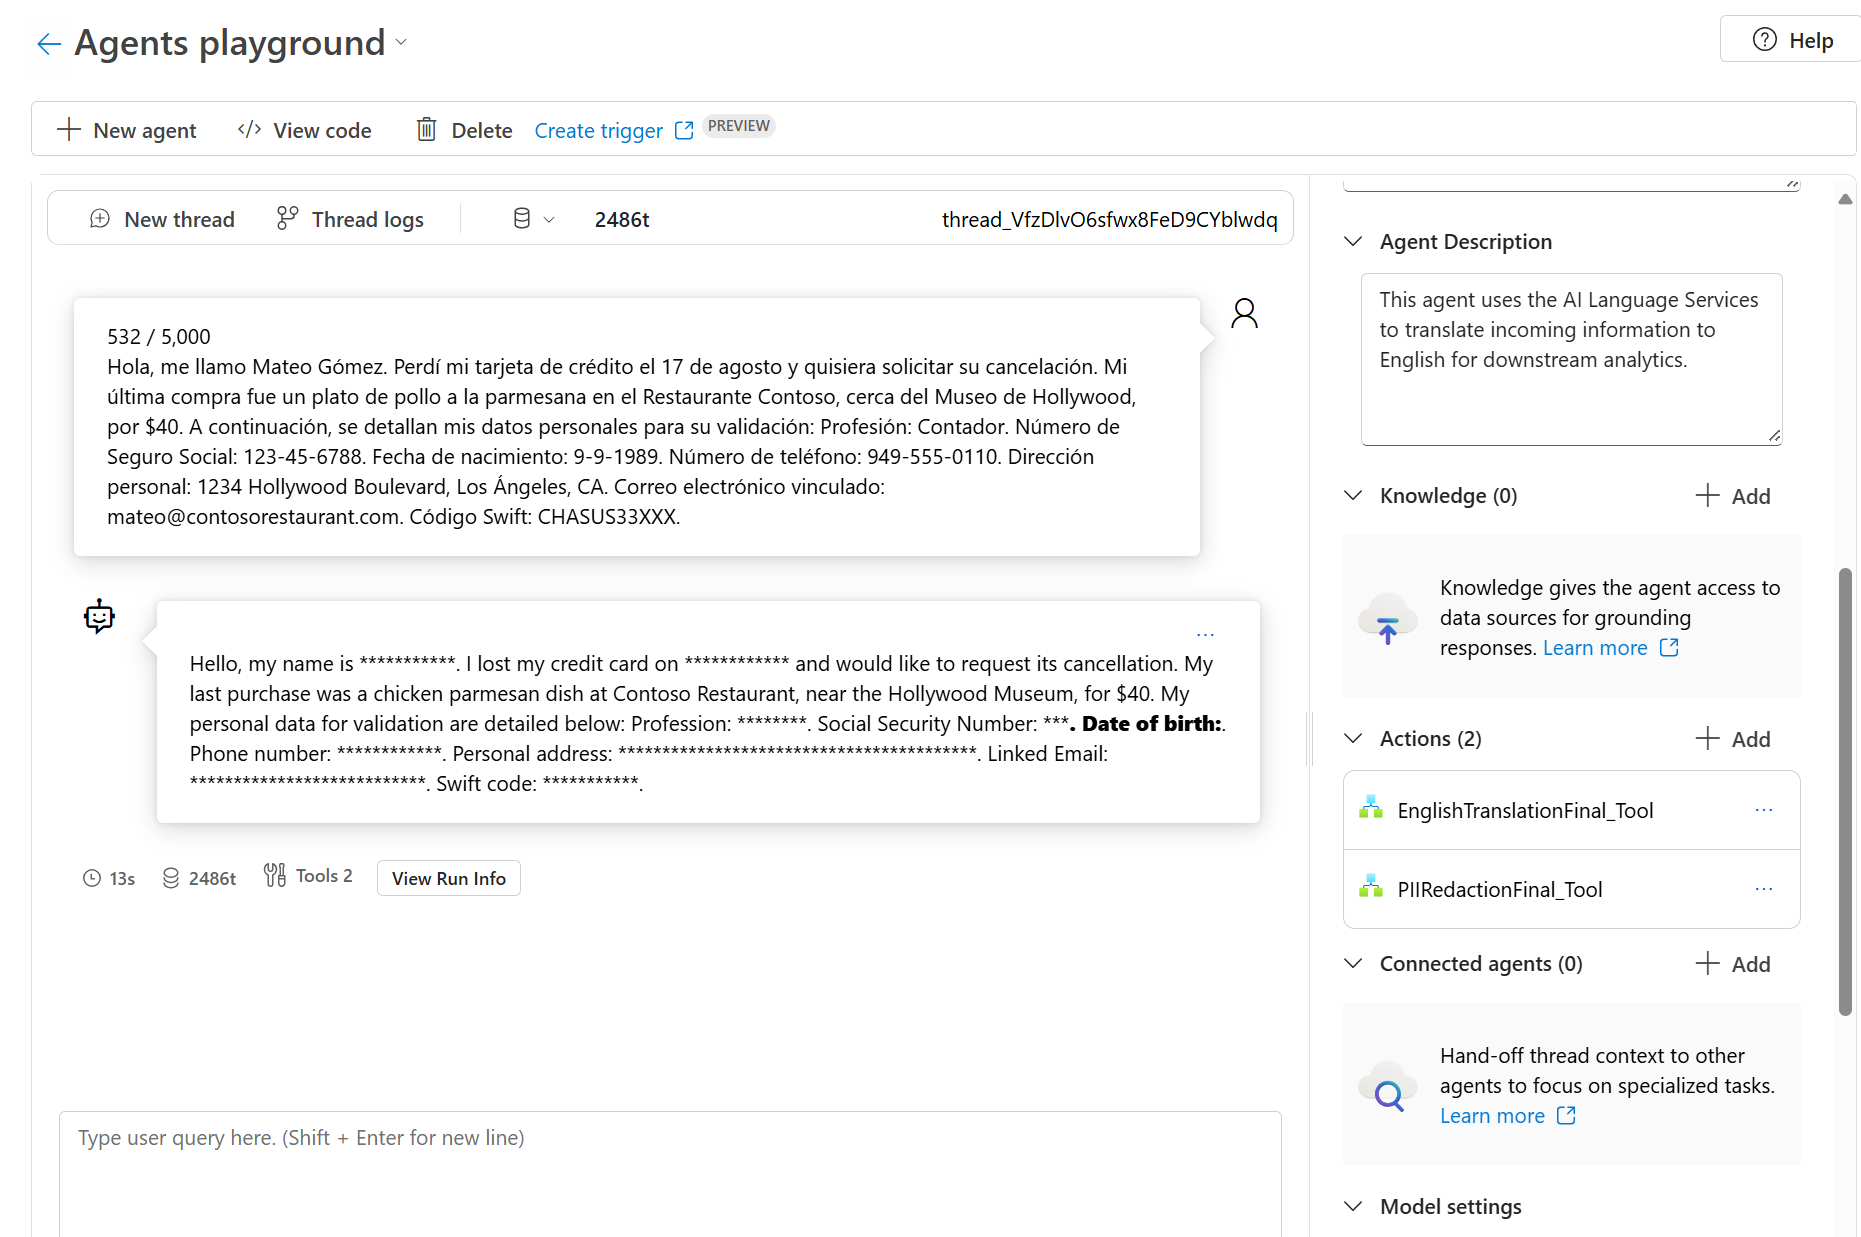 Agents playground
Help
New agent
</> View code
Delete
Create trigger
PREVIEW
New thread
Thread logs
2486t
thread_VfzDlvO6sfwx8FeD9CYblwdq
532 / 5,000
Hola, me llamo Mateo Gómez. Perdí mi tarjeta de crédito el 17 de agosto y quisiera solicitar su cancelación. Mi
última compra fue un plato de pollo a la parmesana en el Restaurante Contoso, cerca del Museo de Hollywood,
por $40. A continuación, se detallan mis datos personales para su validación: Profesión: Contador. Número de
Seguro Social: 123-45-6788. Fecha de nacimiento: 9-9-1989. Número de teléfono: 949-555-0110. Dirección
personal: 1234 Hollywood Boulevard, Los Ángeles, CA. Correo electrónico vinculado:
mateo@contosorestaurant.com. Código Swift: CHASUS33XXX.
...
Hello, my name is ***********. I lost my credit card on ************ and would like to request its cancellation. My
last purchase was a chicken parmesan dish at Contoso Restaurant, near the Hollywood Museum, for $40. My
personal data for validation are detailed below: Profession: ********. Social Security Number: ***. Date of birth:.
Phone number: ************. Personal address: *****************************************. Linked Email:
***************************. Swift code: ***********.
13s
2486t
Tools 2
View Run Info
Type user query here. (Shift + Enter for new line)
Agent Description
This agent uses the AI Language Services
to translate incoming information to
English for downstream analytics.
Knowledge (0)
Add
Knowledge gives the agent access to
data sources for grounding
responses. Learn more
Actions (2)
Add
EnglishTranslationFinal_Tool
...
PIIRedactionFinal_Tool
...
Connected agents (0)
Add
Hand-off thread context to other
agents to focus on specialized tasks.
Learn more
Model settings